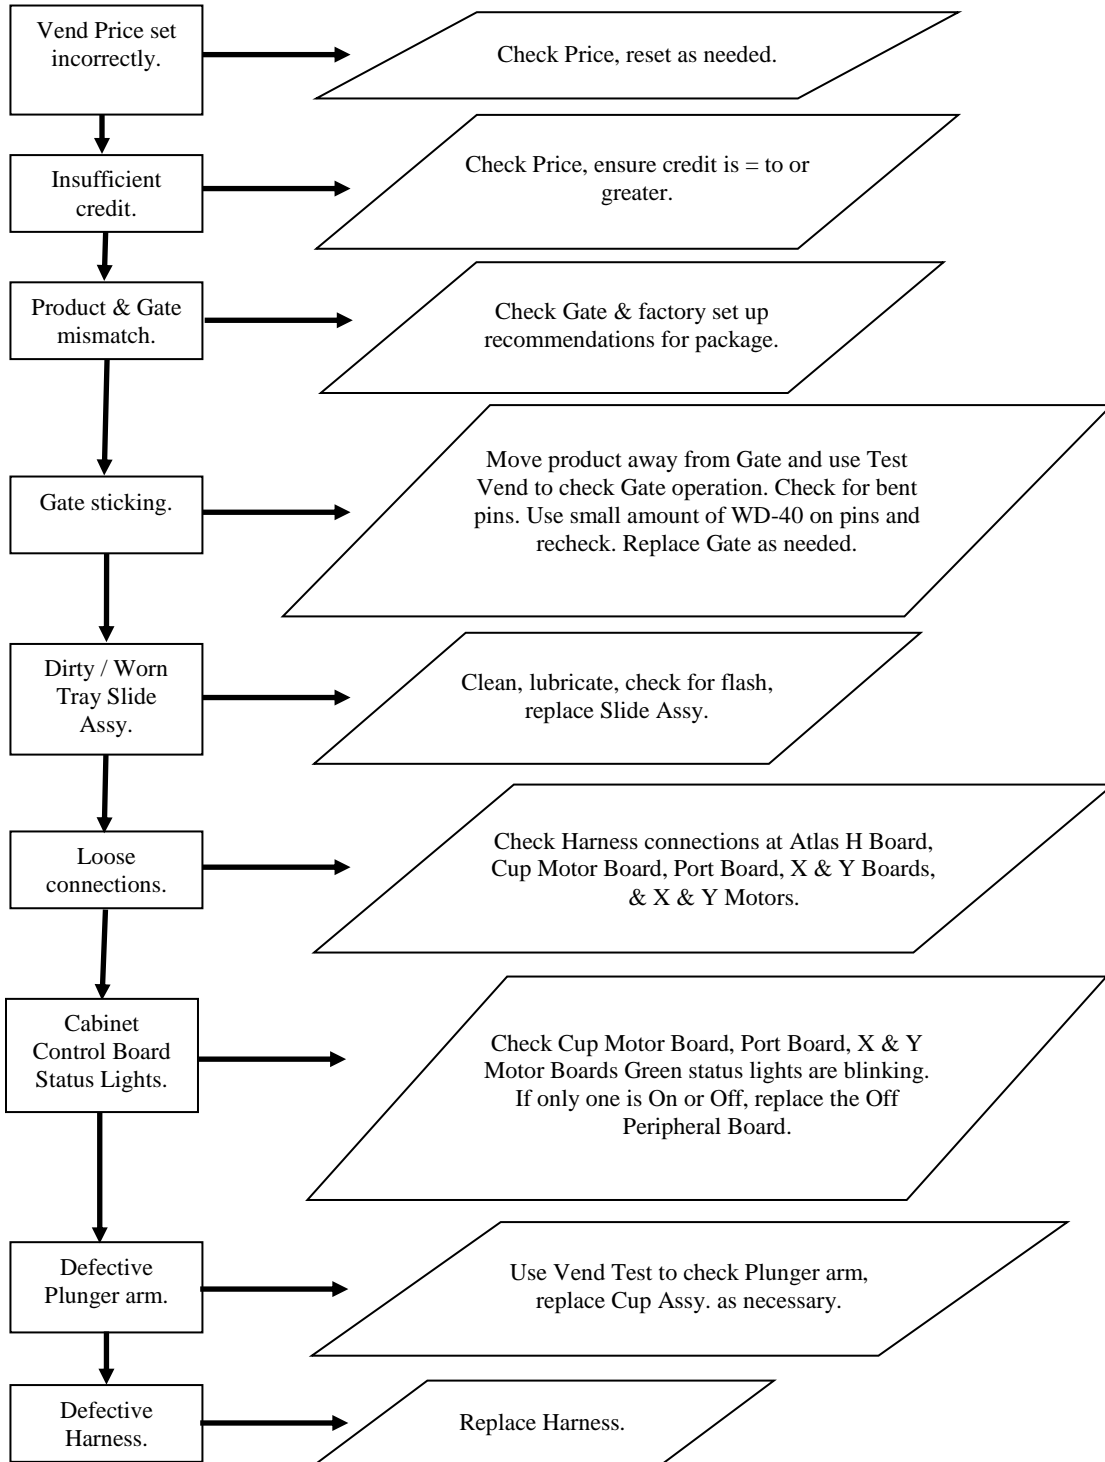 Vend Price set
incorrectly.
Check Price, reset as needed.
Insufficient
credit.
Check Price, ensure credit is = to or
greater.
Product & Gate
mismatch.
Check Gate & factory set up
recommendations for package.
Gate sticking.
Move product away from Gate and use Test
Vend to check Gate operation. Check for bent
pins. Use small amount of WD-40 on pins and
recheck. Replace Gate as needed.
Dirty / Worn
Tray Slide
Assy.
Clean, lubricate, check for flash,
replace Slide Assy.
Loose
connections.
Check Harness connections at Atlas H Board,
Cup Motor Board, Port Board, X & Y Boards,
& X & Y Motors.
Cabinet
Control Board
Status Lights.
Check Cup Motor Board, Port Board, X & Y
Motor Boards Green status lights are blinking.
If only one is On or Off, replace the Off
Peripheral Board.
Defective
Plunger arm.
Use Vend Test to check Plunger arm,
replace Cup Assy. as necessary.
Defective
Harness.
Replace Harness.